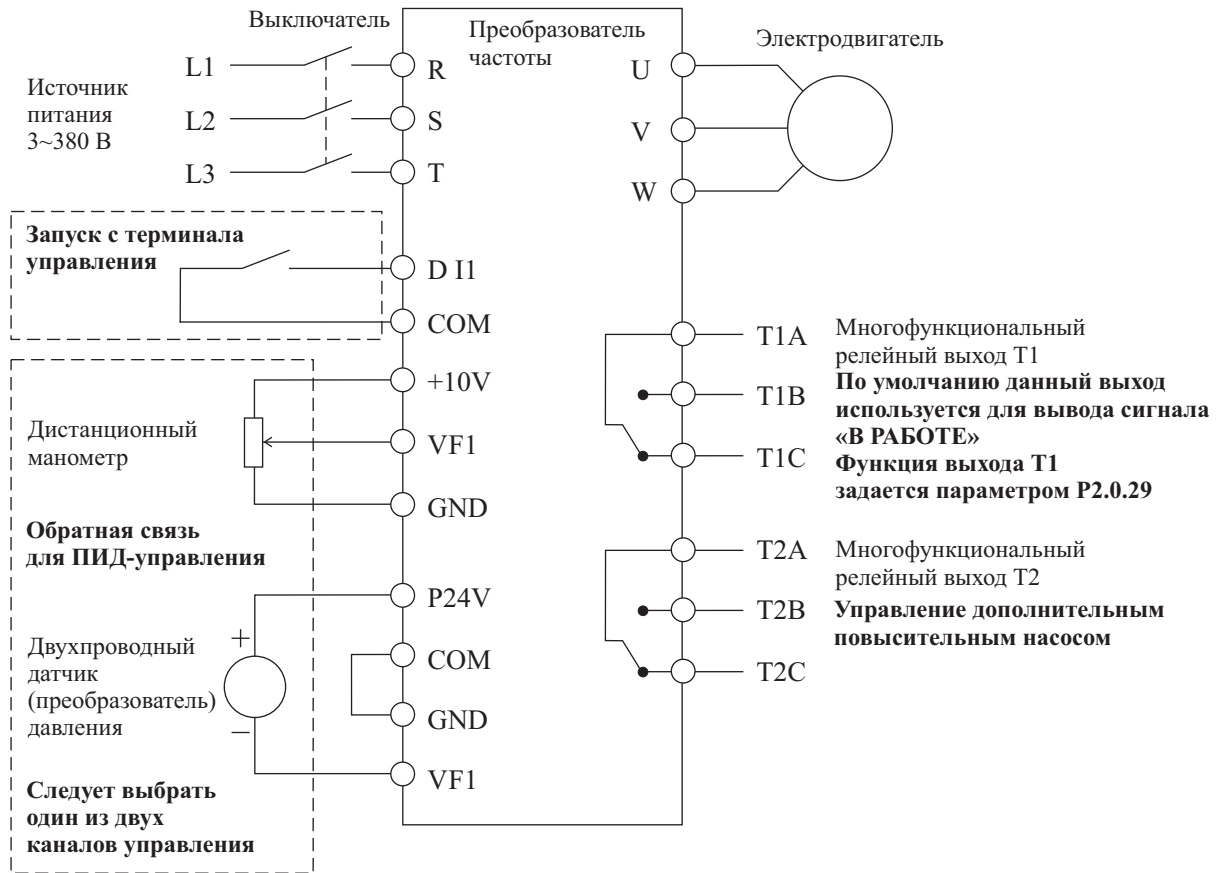 Выключатель
Преобразователь
частоты
Электродвигатель
Источник
питания
3~380 В
L1
L2
L3
R
S
T
U
V
W
Запуск с терминала
управления
D I1
COM
Дистанционный
манометр
+10V
VF1
GND
Обратная связь
для ПИД-управления
Двухпроводный
датчик
(преобразователь)
давления
+
–
P24V
COM
GND
VF1
Следует выбрать
один из двух
каналов управления
T1A
T1B
T1C
Многофункциональный
релейный выход T1
По умолчанию данный выход
используется для вывода сигнала
«В РАБОТЕ»
Функция выхода T1
задается параметром P2.0.29
T2A
T2B
T2C
Многофункциональный
релейный выход T2
Управление дополнительным
повысительным насосом